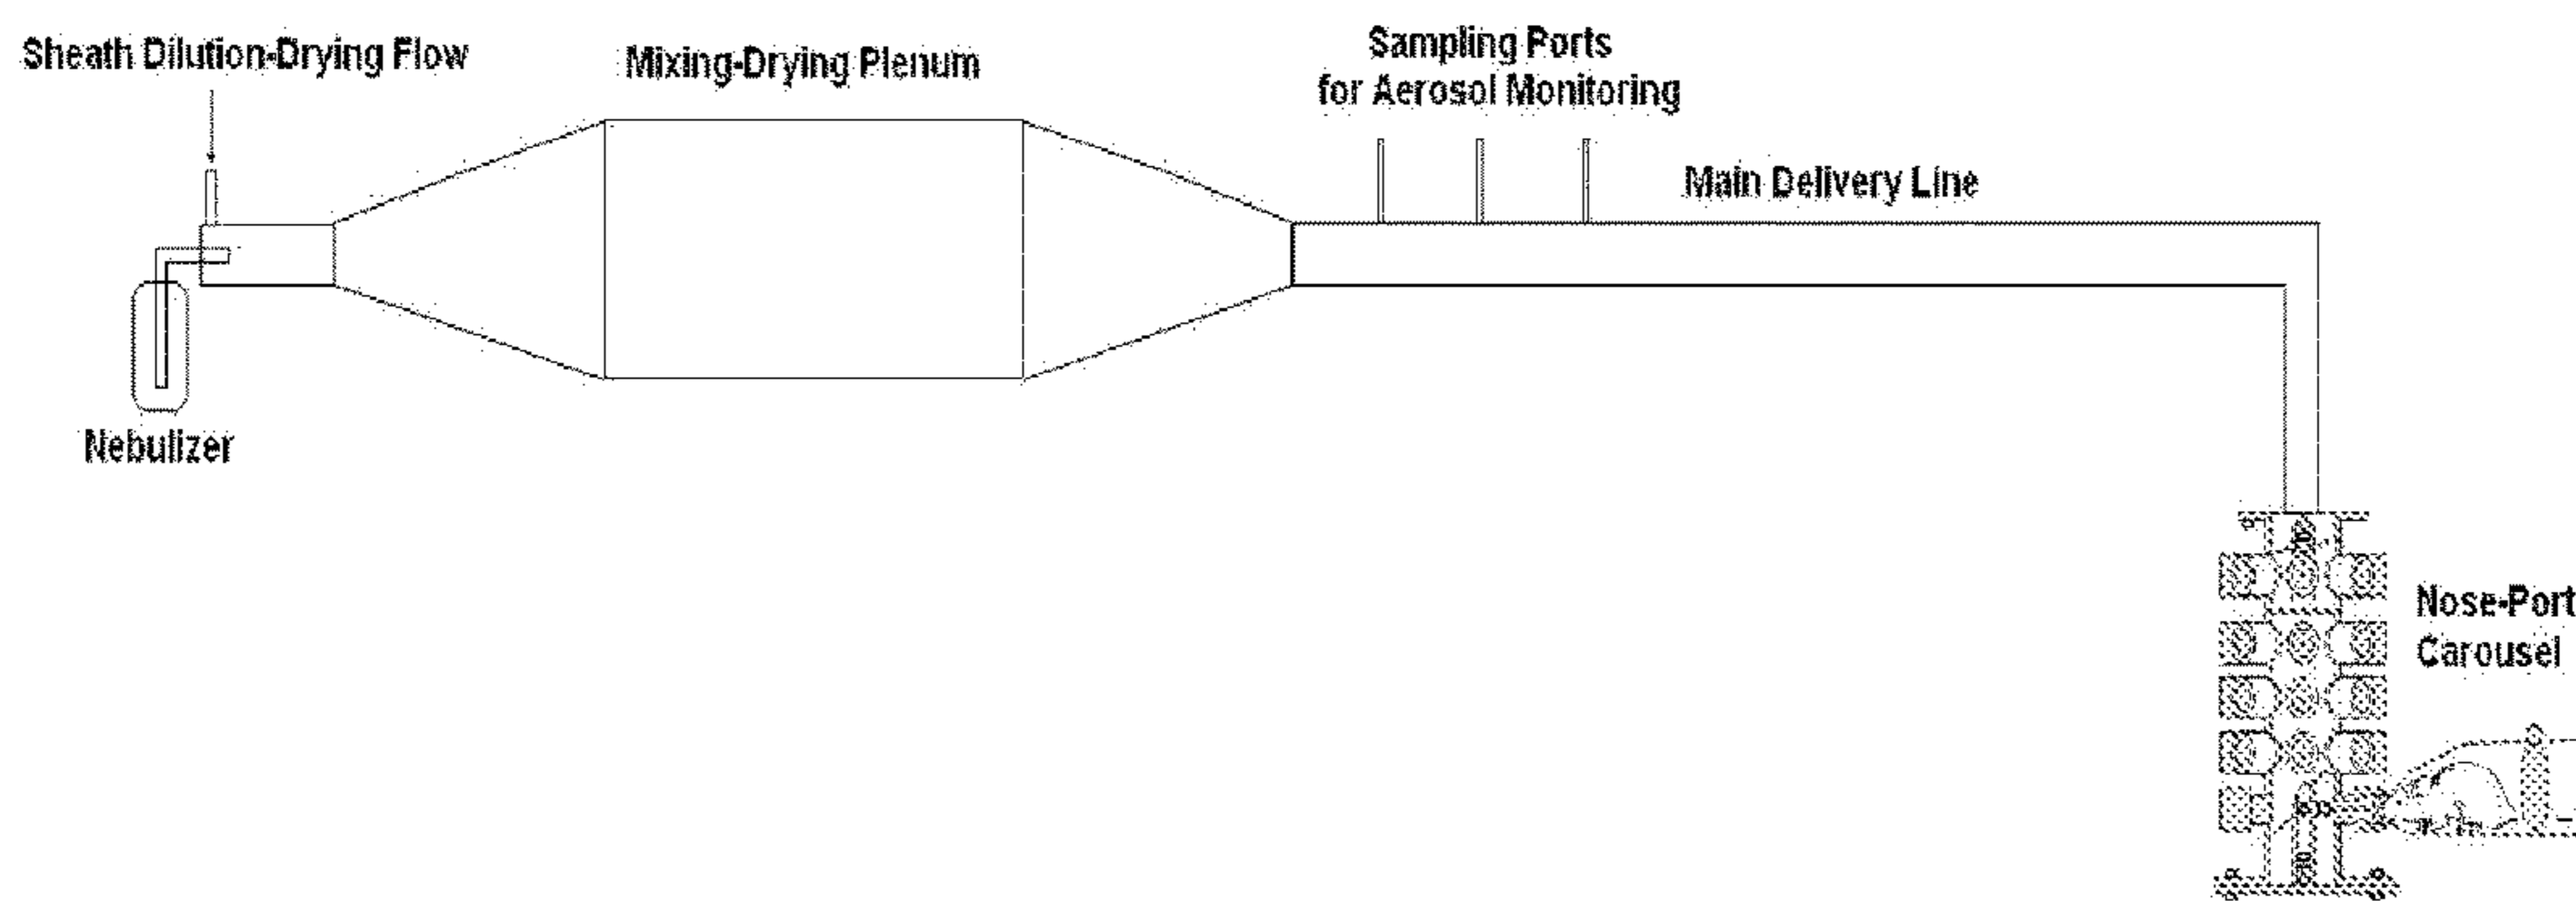 Sheath Dilution-Drying Flow
Mixing-Drying Plenum
Sampling Ports
for Aerosol Monitoring
Main Delivery Line
Nebulizer
Nose-Port
Carousel